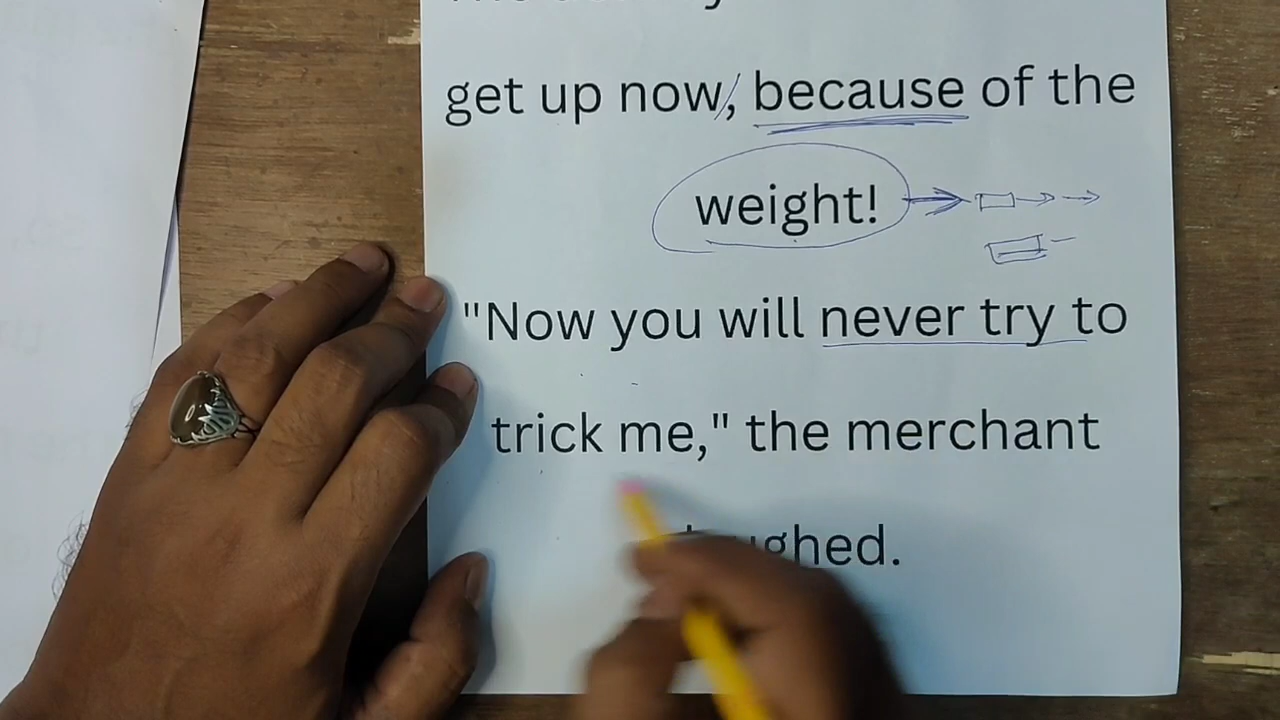 get up now, because of the
weight!
"Now you will never try to
trick me," the merchant